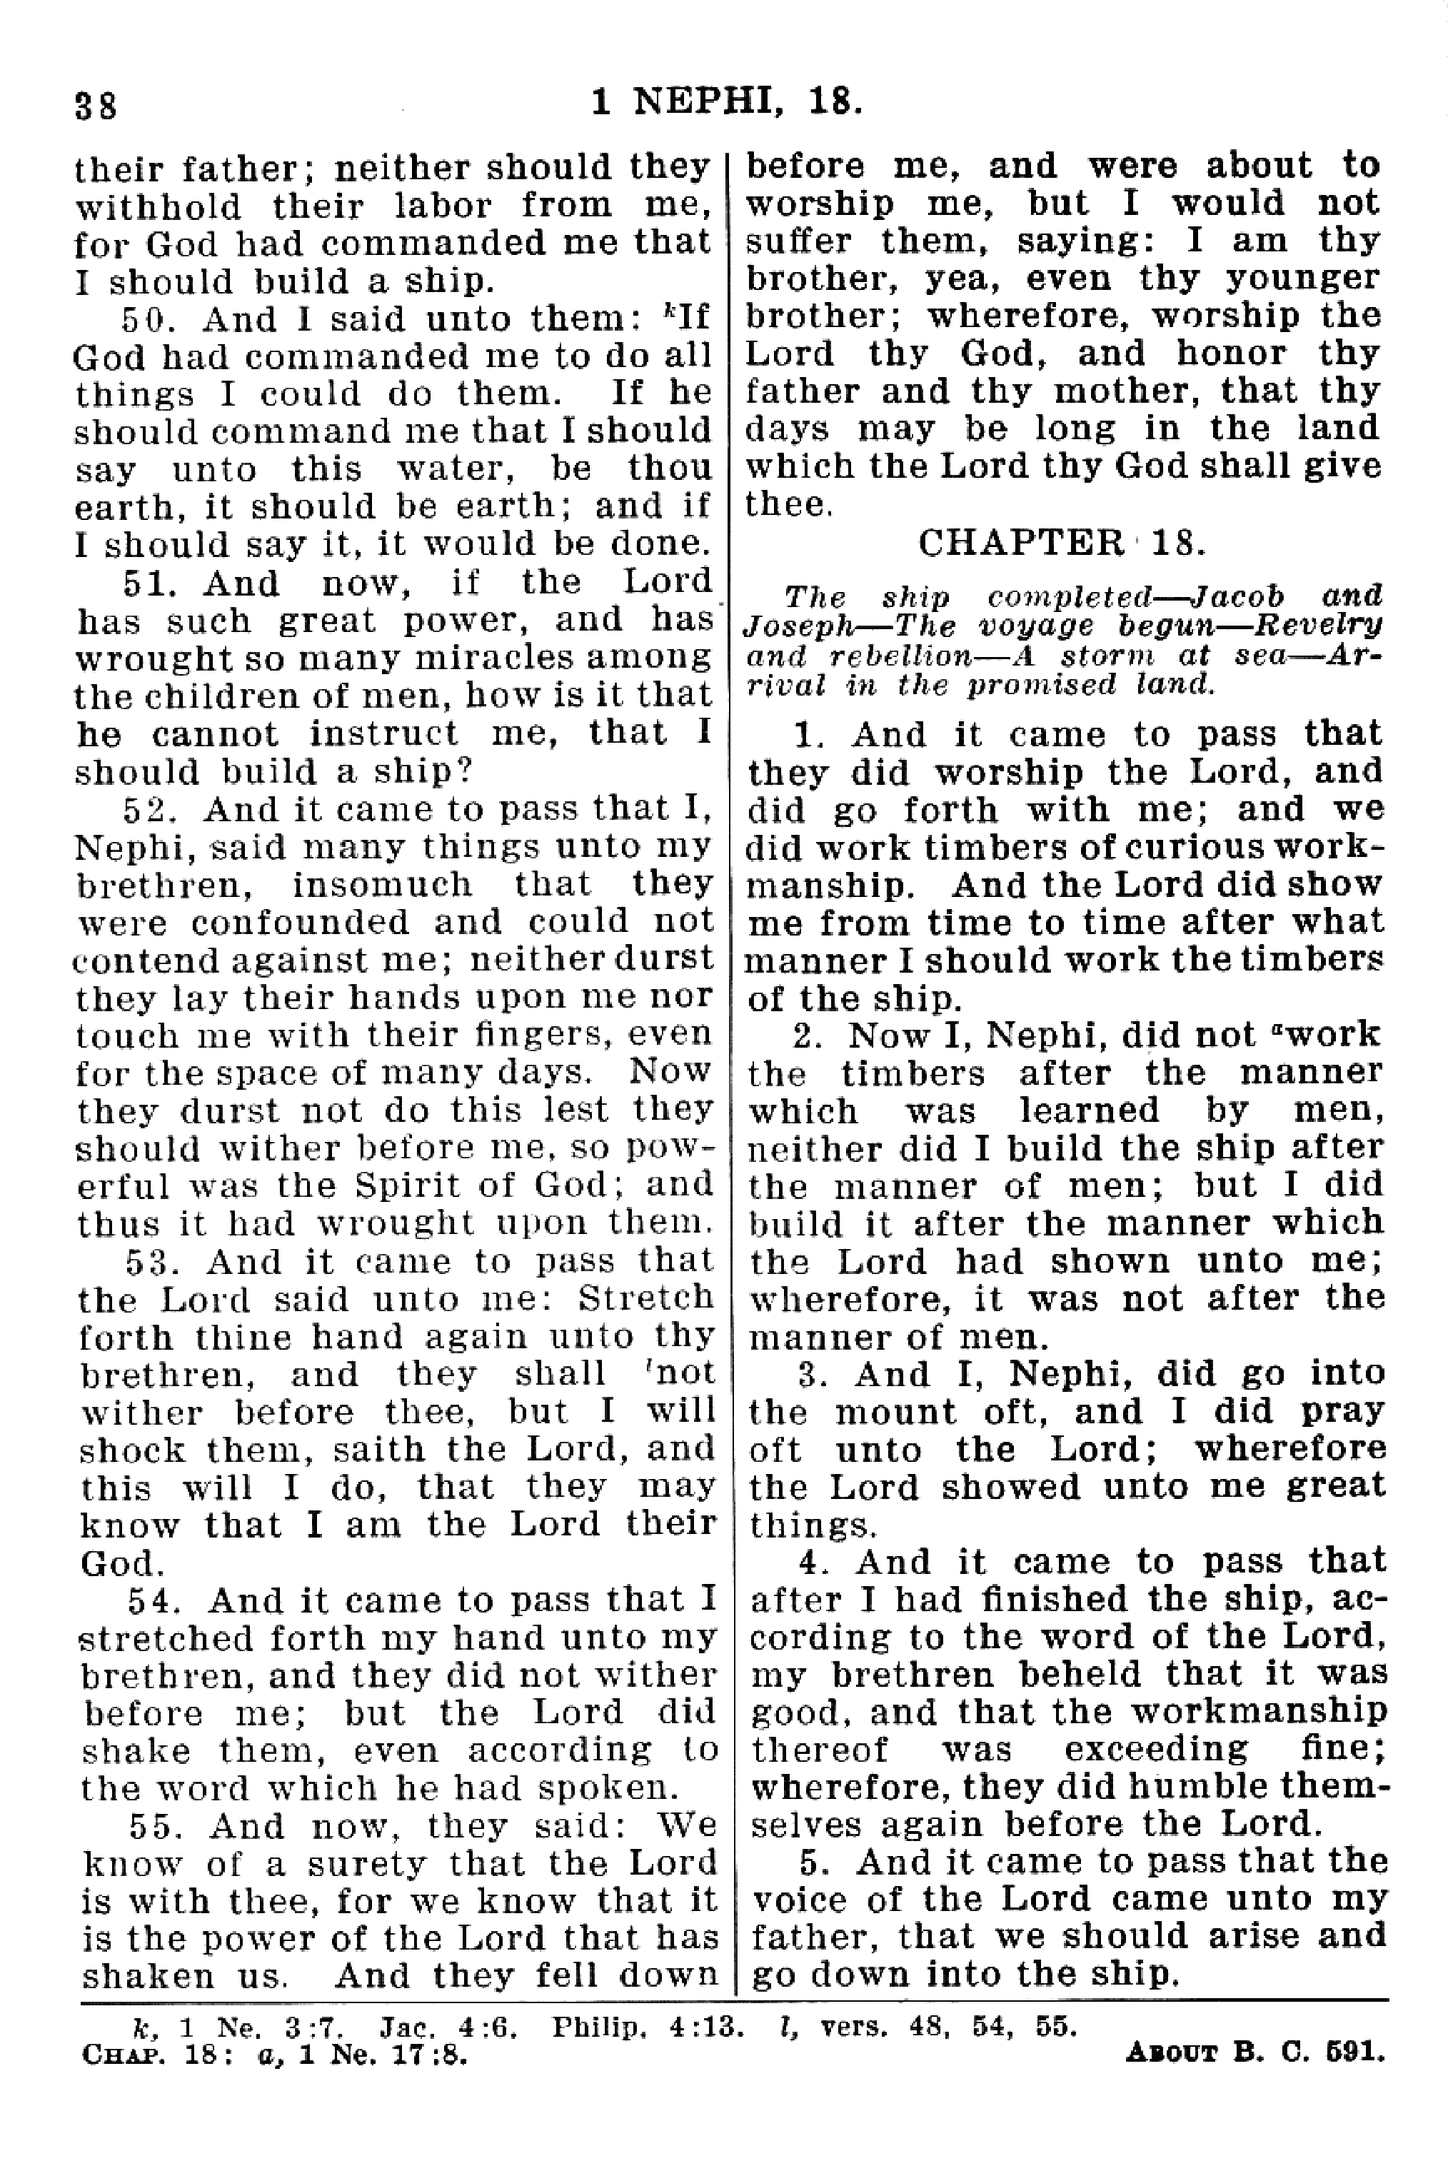 38
1 NEPHI, 18.
their father; neither should they
withhold their labor from me,
for God had commanded me that
I should build a ship.
50. And I said unto them: kIf
God had commanded me to do all
things I could do them. If he
should command me that I should
say unto this water, be thou
earth, it should be earth; and if
I should say it, it would be done.
51. And now, if the Lord
has such great power, and has
wrought so many miracles among
the children of men, how is it that
he cannot instruct me, that I
should build a ship?
52. And it came to pass that I,
Nephi, said many things unto my
brethren, insomuch that they
were confounded and could not
contend against me; neither durst
they lay their hands upon me nor
touch me with their fingers, even
for the space of many days. Now
they durst not do this lest they
should wither before me, so pow-
erful was the Spirit of God; and
thus it had wrought upon them.
53. And it came to pass that
the Lord said unto me: Stretch
forth thine hand again unto thy
brethren, and they shall lnot
wither before thee, but I will
shock them, saith the Lord, and
this will I do, that they may
know that I am the Lord their
God.
54. And it came to pass that I
stretched forth my hand unto my
brethren, and they did not wither
before me; but the Lord did
shake them, even according to
the word which he had spoken.
55. And now, they said: We
know of a surety that the Lord
is with thee, for we know that it
is the power of the Lord that has
shaken us. And they fell down
before me, and were about to
worship me, but I would not
suffer them, saying: I am thy
brother, yea, even thy younger
brother; wherefore, worship the
Lord thy God, and honor thy
father and thy mother, that thy
days may be long in the land
which the Lord thy God shall give
thee.
CHAPTER 18.
The ship completed—Jacob and
Joseph—The voyage begun—Revelry
and rebellion—A storm at sea—Ar-
rival in the promised land.
1. And it came to pass that
they did worship the Lord, and
did go forth with me; and we
did work timbers of curious work-
manship. And the Lord did show
me from time to time after what
manner I should work the timbers
of the ship.
2. Now I, Nephi, did not awork
the timbers after the manner
which was learned by men,
neither did I build the ship after
the manner of men; but I did
build it after the manner which
the Lord had shown unto me;
wherefore, it was not after the
manner of men.
3. And I, Nephi, did go into
the mount oft, and I did pray
oft unto the Lord; wherefore
the Lord showed unto me great
things.
4. And it came to pass that
after I had finished the ship, ac-
cording to the word of the Lord,
my brethren beheld that it was
good, and that the workmanship
thereof was exceeding fine;
wherefore, they did humble them-
selves again before the Lord.
5. And it came to pass that the
voice of the Lord came unto my
father, that we should arise and
go down into the ship.
k, 1 Ne. 3:7. Jac. 4:6. Philip. 4:13. l, vers. 48, 54, 55.
CHAP. 18: a, 1 Ne. 17:8.
ABOUT B. C. 591.